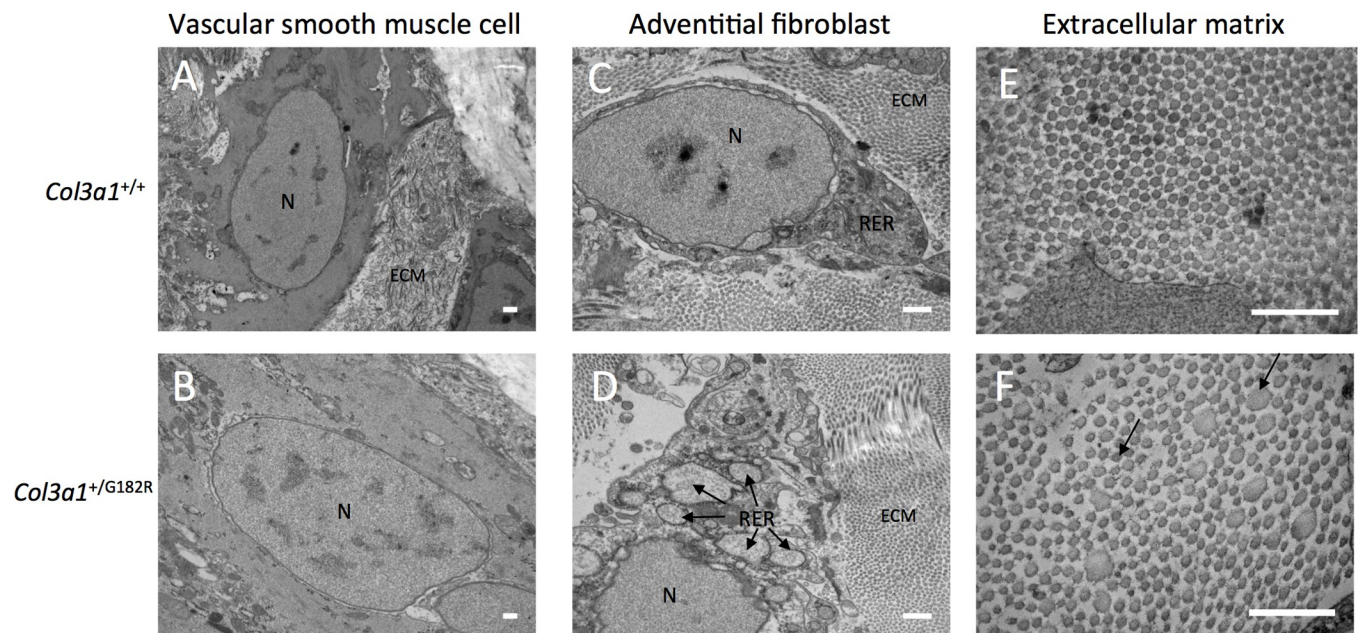 Vascular smooth muscle cell
Adventitial fibroblast
Extracellular matrix
Col3a1+/+
A
N
ECM
C
N
ECM
RER
E
Col3a1+/G182R
B
N
D
RER
ECM
N
F